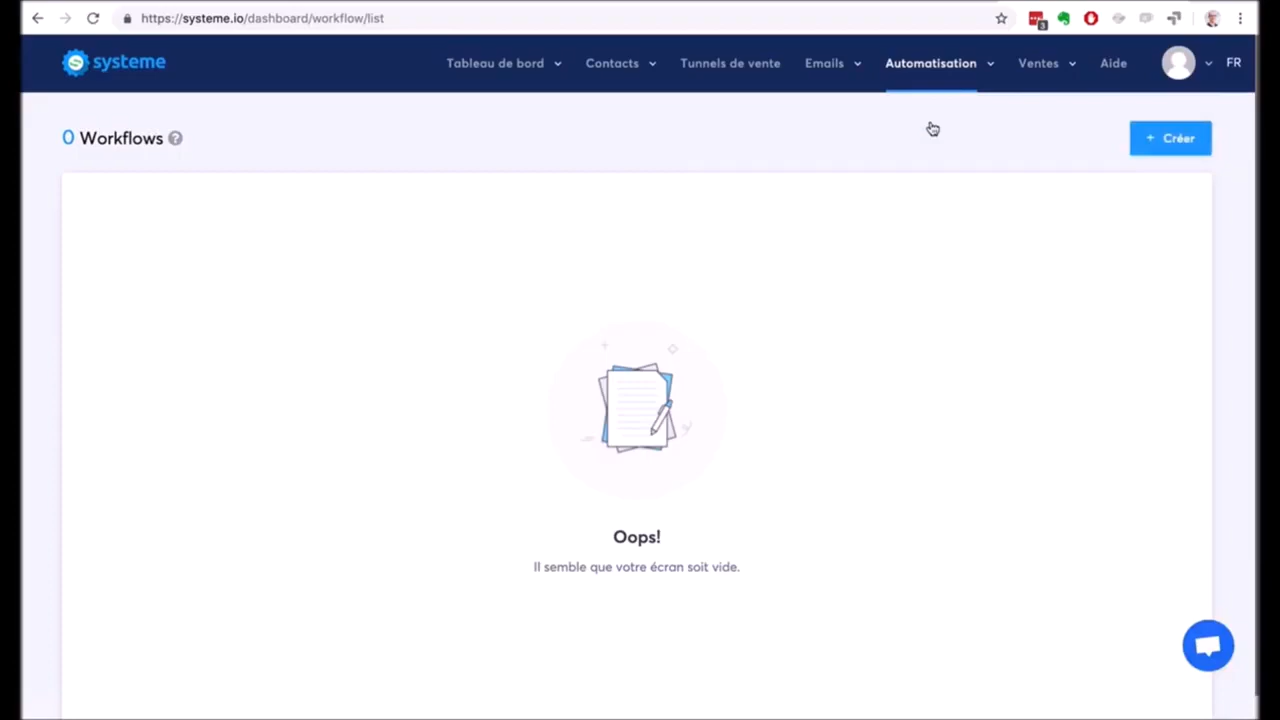 https://systeme.io/dashboard/workflow/list
3
systeme
Tableau de bord
Contacts
Tunnels de vente
Emails
Automatisation
Ventes
Aide
FR
0 Workflows ?
+ Créer
Oops!
Il semble que votre écran soit vide.